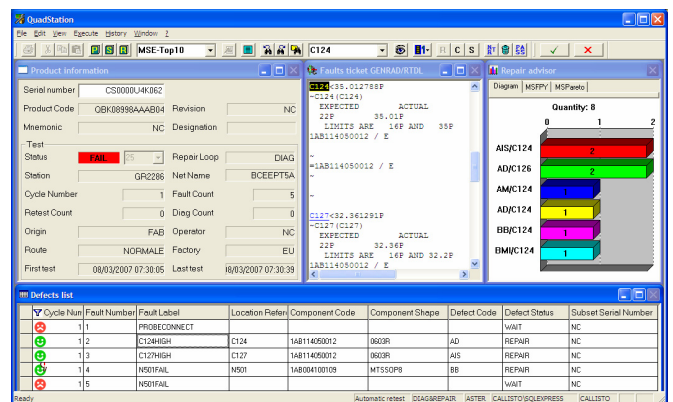 QuadStation
File Edit View Execute History Window ?
P S R MSE-Top10 C124 R C S
Product Information
Serial number CS0000U4K062
Product Code QBK08998AAAB04 Revision NC
Mnemonic NC Designation
Test
Status FAIL 25 Repair Loop DIAG
Station GR2286 Net Name BCEEPT5A
Cycle Number 1 Fault Count 5
Retest Count 0 Diag Count 0
Origin FAB Operator NC
Route NORMALE Factory EU
First test 08/03/2007 07:30:05 Last test 08/03/2007 07:30:39
Faults ticket GENRAD/RTDL
C124<35.012788P
~C124(C124)
EXPECTED ACTUAL
22P 35.01P
LIMITS ARE 16P AND 35P
1AB114050012 / E
~
=1AB114050012 / E
~
~
C127<32.361291P
~C127(C127)
EXPECTED ACTUAL
22P 32.36P
LIMITS ARE 16P AND 32.2P
1AB114050012 / E
Repair advisor
Diagram MSFPY MSPareto
Quantity: 8
0 1 2
AIS/C124 2
AD/C126 2
AM/C124
AD/C124 1
BB/C124 1
BMI/C124 1
Defects list
Cycle Num Fault Number Fault Label Location Referen Component Code Component Shape Defect Code Defect Status Subset Serial Number
1 1 PROBECONNECT WAIT NC
1 2 C124HIGH C124 1AB114050012 0603R AD REPAIR NC
1 3 C127HIGH C127 1AB114050012 0603R AIS REPAIR NC
1 4 N501FAIL N501 1AB004100109 MTSSOP8 BB REPAIR NC
1 5 N501FAIL WAIT NC
Ready Automatic retest DIAG&REPAIR ASTER CALLISTO\SQLEXPRESS CALLISTO